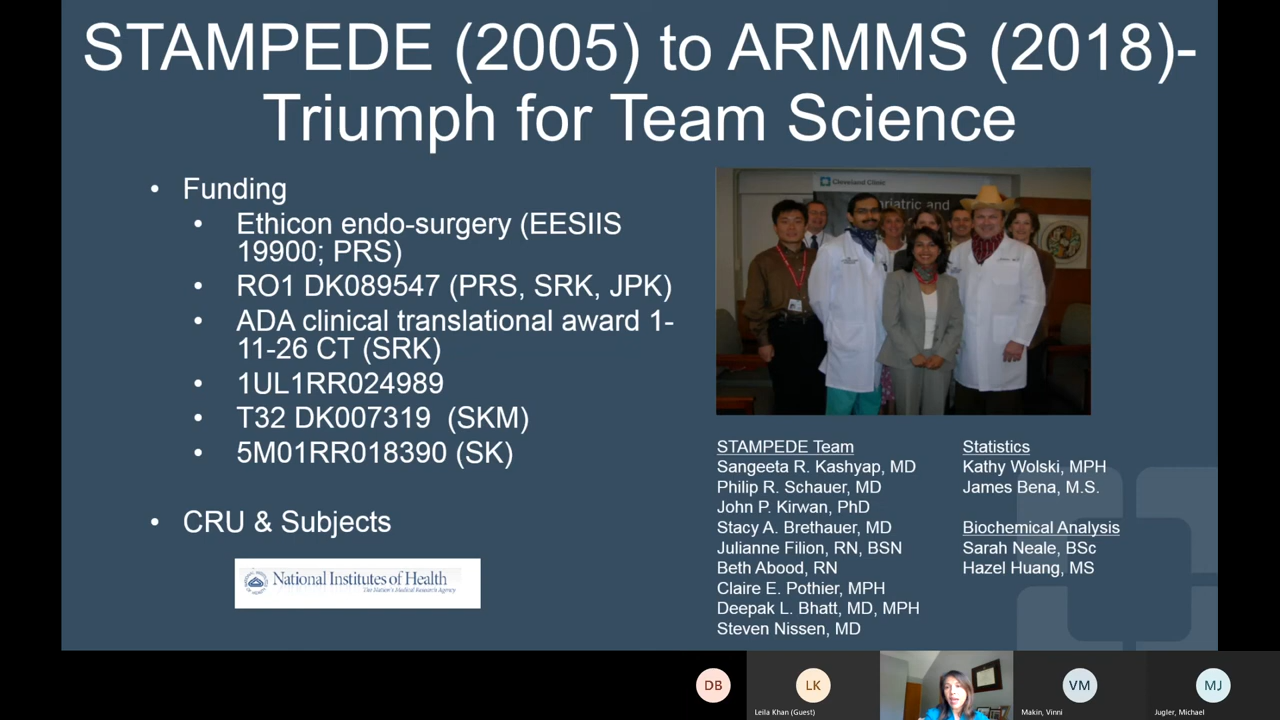 STAMPEDE (2005) to ARMMS (2018)-
Triumph for Team Science
• Funding
• Ethicon endo-surgery (EESIIS
19900; PRS)
• RO1 DK089547 (PRS, SRK, JPK)
• ADA clinical translational award 1-
11-26 CT (SRK)
• 1UL1RR024989
• T32 DK007319 (SKM)
• 5M01RR018390 (SK)
• CRU & Subjects
National Institutes of Health
The Nation's Medical Research Agency
Cleveland Clinic
riatric and
STAMPEDE Team
Sangeeta R. Kashyap, MD
Philip R. Schauer, MD
John P. Kirwan, PhD
Stacy A. Brethauer, MD
Julianne Filion, RN, BSN
Beth Abood, RN
Claire E. Pothier, MPH
Deepak L. Bhatt, MD, MPH
Steven Nissen, MD
Statistics
Kathy Wolski, MPH
James Bena, M.S.
Biochemical Analysis
Sarah Neale, BSc
Hazel Huang, MS
DB
LK
Leila Khan (Guest)
VM
Makin, Vinni
MJ
Jugler, Michael